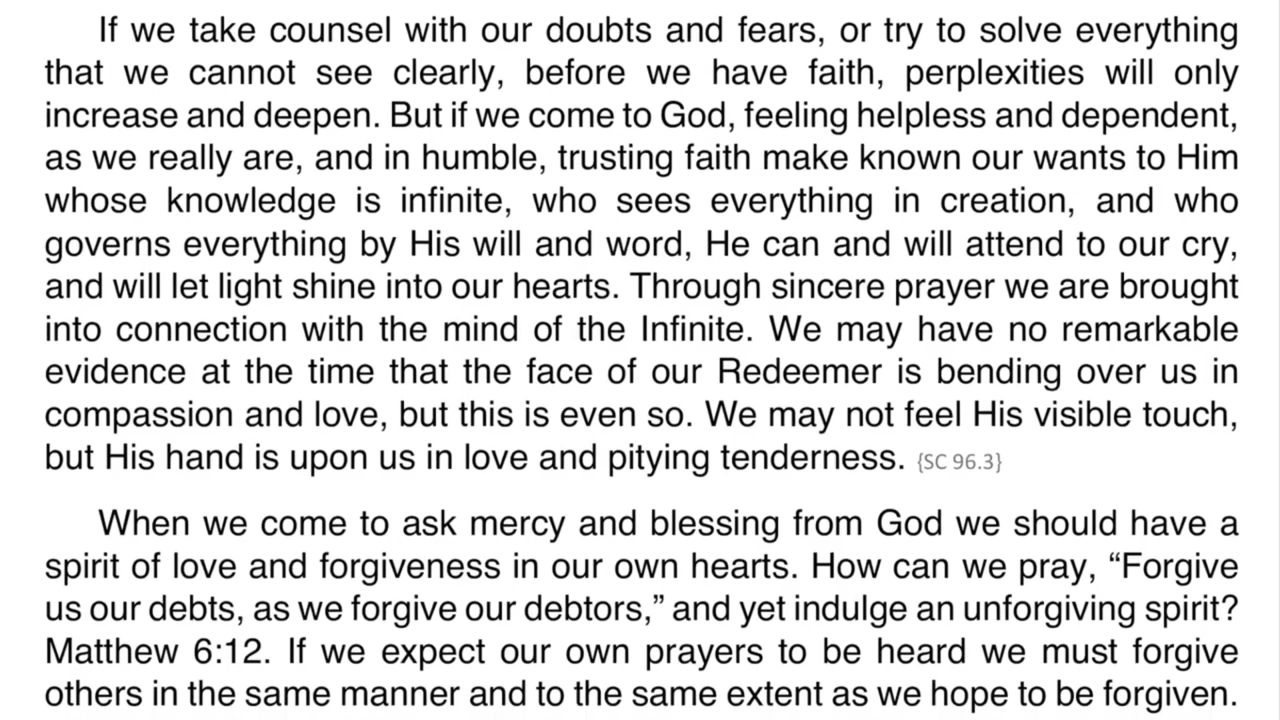 If we take counsel with our doubts and fears, or try to solve everything
that we cannot see clearly, before we have faith, perplexities will only
increase and deepen. But if we come to God, feeling helpless and dependent,
as we really are, and in humble, trusting faith make known our wants to Him
whose knowledge is infinite, who sees everything in creation, and who
governs everything by His will and word, He can and will attend to our cry,
and will let light shine into our hearts. Through sincere prayer we are brought
into connection with the mind of the Infinite. We may have no remarkable
evidence at the time that the face of our Redeemer is bending over us in
compassion and love, but this is even so. We may not feel His visible touch,
but His hand is upon us in love and pitying tenderness. {SC 96.3}
When we come to ask mercy and blessing from God we should have a
spirit of love and forgiveness in our own hearts. How can we pray, “Forgive
us our debts, as we forgive our debtors,” and yet indulge an unforgiving spirit?
Matthew 6:12. If we expect our own prayers to be heard we must forgive
others in the same manner and to the same extent as we hope to be forgiven.